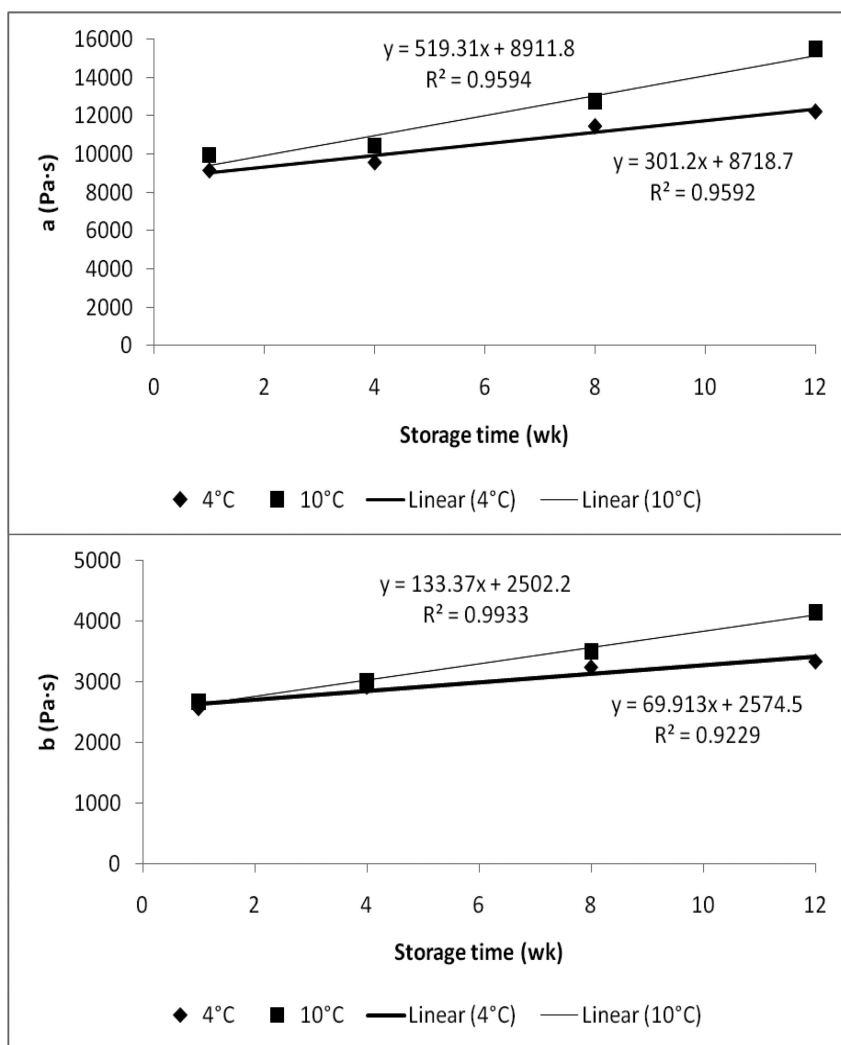 16000
14000
12000
10000
8000
6000
4000
2000
0
a (Pa·s)
y = 519.31x + 8911.8
R² = 0.9594
y = 301.2x + 8718.7
R² = 0.9592
0 2 4 6 8 10 12
Storage time (wk)
4°C 10°C Linear (4°C) Linear (10°C)
5000
4000
3000
2000
1000
0
b (Pa·s)
y = 133.37x + 2502.2
R² = 0.9933
y = 69.913x + 2574.5
R² = 0.9229
0 2 4 6 8 10 12
Storage time (wk)
4°C 10°C Linear (4°C) Linear (10°C)